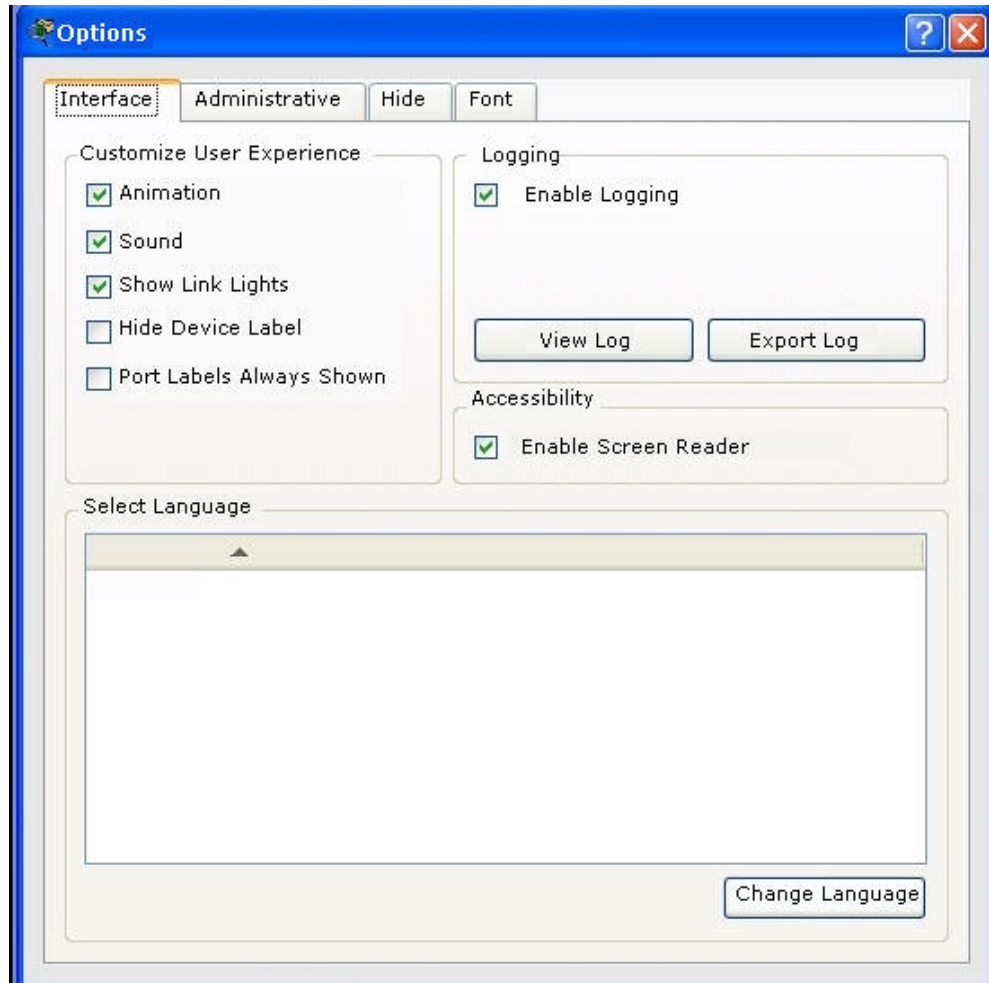 Options
Interface Administrative Hide Font
Customize User Experience
Animation
Sound
Show Link Lights
Hide Device Label
Port Labels Always Shown
Logging
Enable Logging
View Log Export Log
Accessibility
Enable Screen Reader
Select Language
Change Language